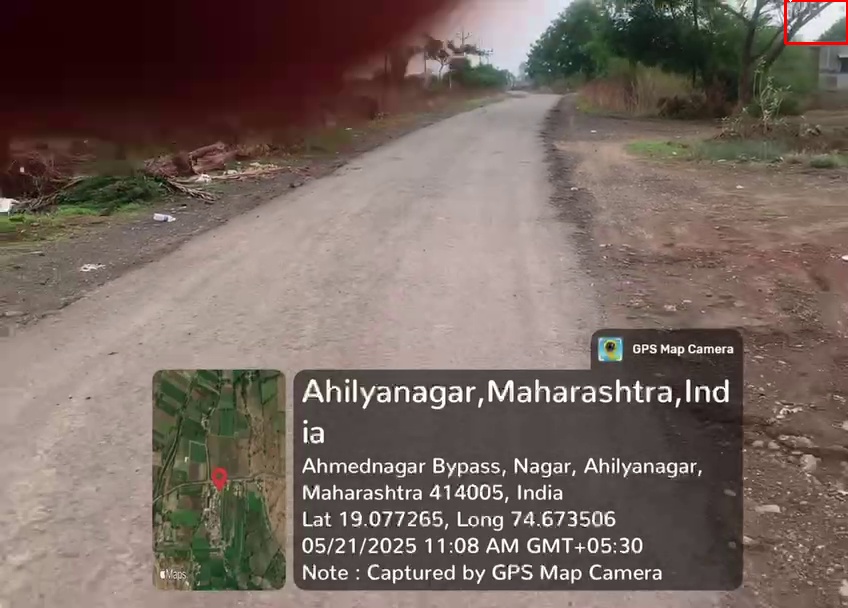 GPS Map Camera
Ahilyanagar,Maharashtra,Ind
ia
Ahmednagar Bypass, Nagar, Ahilyanagar,
Maharashtra 414005, India
Lat 19.077265, Long 74.673506
05/21/2025 11:08 AM GMT+05:30
Note : Captured by GPS Map Camera
Maps